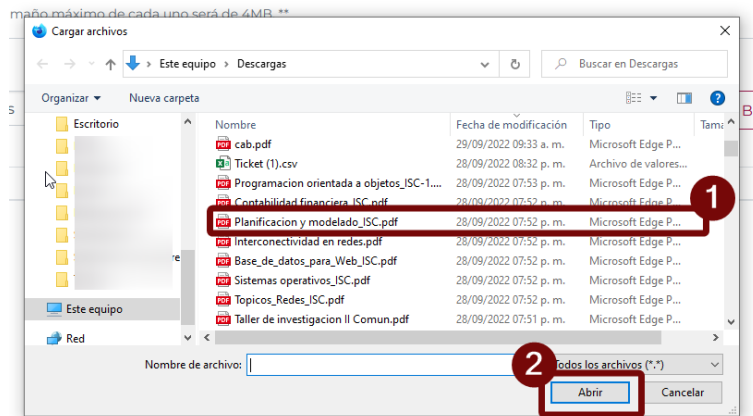 maño máximo de cada uno será de 4MB. **
Cargar archivos
Este equipo > Descargas
Buscar en Descargas
Organizar
Nueva carpeta
S
B
Escritorio
re
Este equipo
Red
Nombre Fecha de modificación Tipo Tama
cab.pdf 29/09/2022 09:33 a. m. Microsoft Edge P...
Ticket (1).csv 28/09/2022 08:32 p. m. Archivo de valores...
Programacion orientada a objetos_ISC-1.... 28/09/2022 07:53 p. m. Microsoft Edge P...
Contabilidad financiera_ISC.pdf 28/09/2022 07:52 p. m. Microsoft Edge P...
1
Planificacion y modelado_ISC.pdf 28/09/2022 07:52 p. m. Microsoft Edge P...
Interconectividad en redes.pdf 28/09/2022 07:52 p. m. Microsoft Edge P...
Base_de_datos_para_Web_ISC.pdf 28/09/2022 07:52 p. m. Microsoft Edge P...
Sistemas operativos_ISC.pdf 28/09/2022 07:52 p. m. Microsoft Edge P...
Topicos_Redes_ISC.pdf 28/09/2022 07:52 p. m. Microsoft Edge P...
Taller de investigacion II Comun.pdf 28/09/2022 07:51 p. m. Microsoft Edge P...
Nombre de archivo:
2
Todos los archivos (*.*)
Abrir
Cancelar